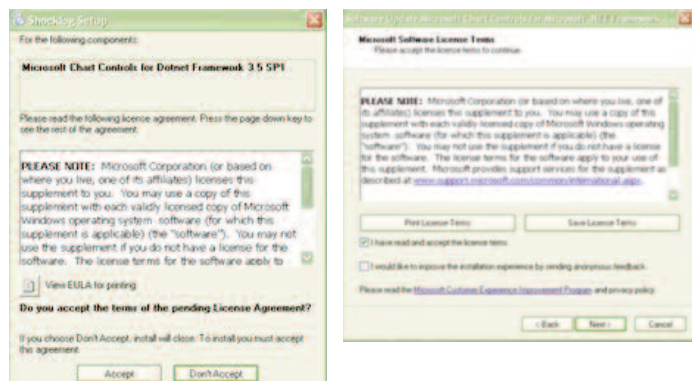 Shocklog Setup
For the following components:
Microsoft Chart Controls for Dotnet Framework 3.5 SP1
Please read the following license agreement. Press the page down key to
see the rest of the agreement.
PLEASE NOTE: Microsoft Corporation (or based on
where you live, one of its affiliates) licenses this
supplement to you. You may use a copy of this
supplement with each validly licensed copy of Microsoft
Windows operating system software (for which this
supplement is applicable) (the "software"). You may not
use the supplement if you do not have a license for the
software. The license terms for the software apply to
View EULA for printing
Do you accept the terms of the pending License Agreement?
If you choose Don't Accept, install will close. To install you must accept
this agreement.
Accept
Don't Accept
Software Update Microsoft Chart Controls for Microsoft .NET Framework
Microsoft Software License Terms
Please accept the license terms to continue.
PLEASE NOTE: Microsoft Corporation (or based on where you live, one of
its affiliates) licenses this supplement to you. You may use a copy of this
supplement with each validly licensed copy of Microsoft Windows operating
system software (for which this supplement is applicable) (the
"software"). You may not use the supplement if you do not have a license
for the software. The license terms for the software apply to your use of
this supplement. Microsoft provides support services for the supplement as
described at www.support.microsoft.com/common/international.aspx.
Print License Terms
Save License Terms
I have read and accept the license terms
I would like to improve the installation experience by sending anonymous feedback.
Please read the Microsoft Customer Experience Improvement Program and privacy policy
< Back
Next >
Cancel